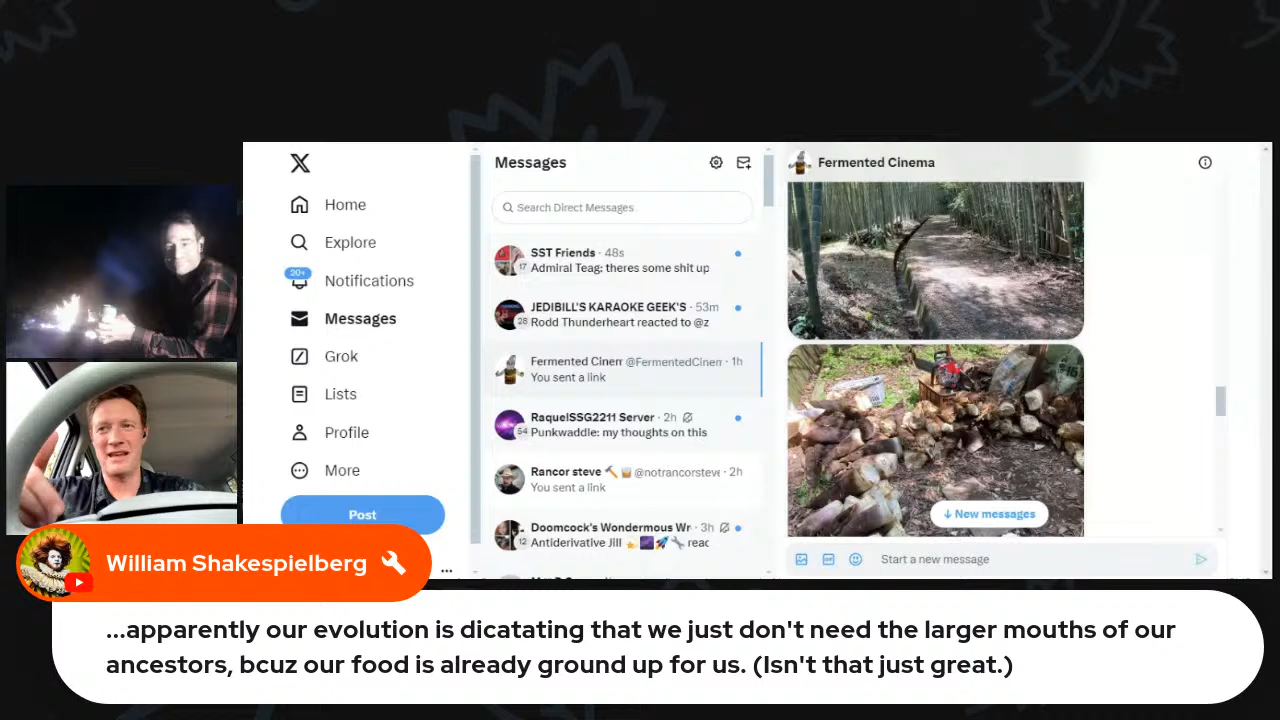 Messages
Fermented Cinema
Home
Explore
20+
Notifications
Messages
Grok
Lists
Profile
More
Post
Search Direct Messages
SST Friends · 48s
17
Admiral Teag: theres some shit up
JEDIBILL'S KARAOKE GEEK'S · 53m
28
Rodd Thunderheart reacted to @z
Fermented Cinem @FermentedCinem · 1h
You sent a link
RaquelSSG2211 Server · 2h
54
Punkwaddle: my thoughts on this
Rancor steve @notrancorsteve · 2h
You sent a link
Doomcock's Wondermous Wr · 3h
12
Antiderivative Jill reac
New messages
Start a new message
William Shakespielberg
...apparently our evolution is dicatating that we just don't need the larger mouths of our
ancestors, bcuz our food is already ground up for us. (Isn't that just great.)